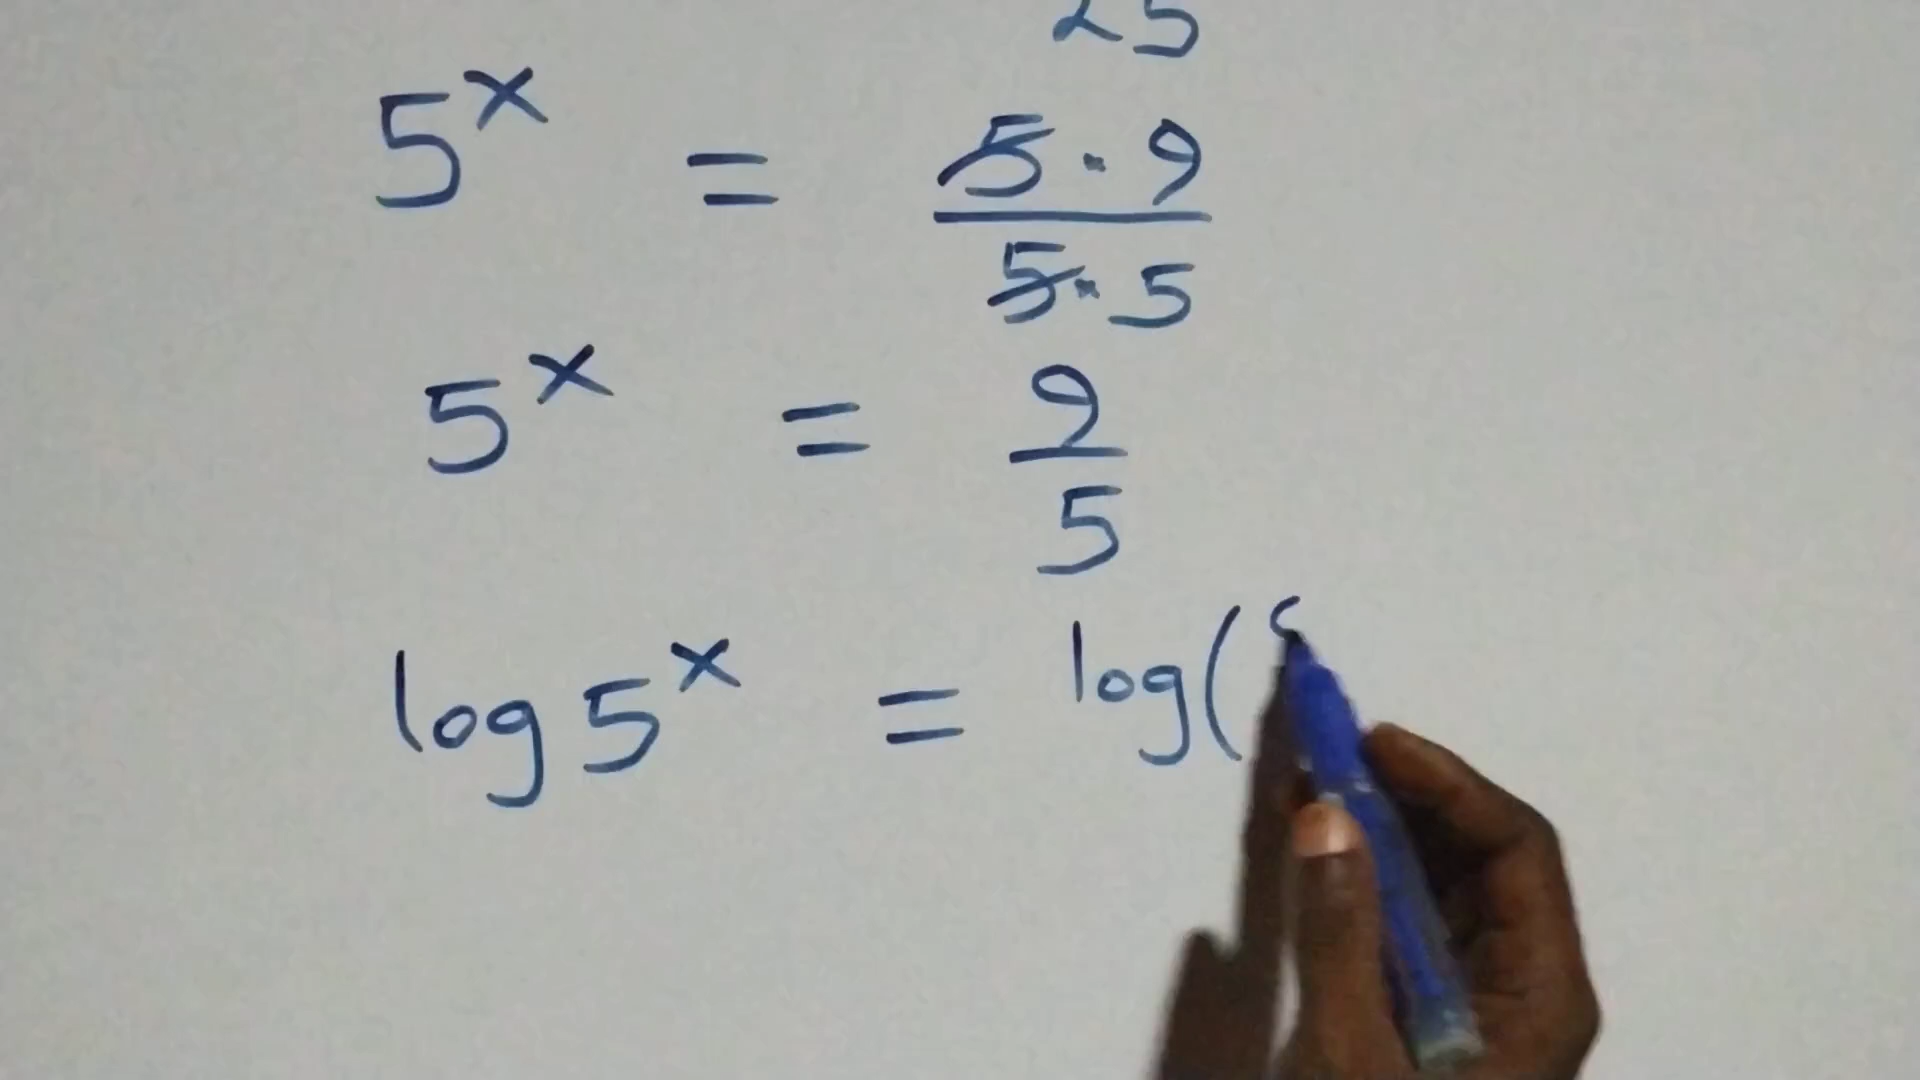 25
5^x = 5·9/5·5
5^x = 9/5
log 5^x = log(